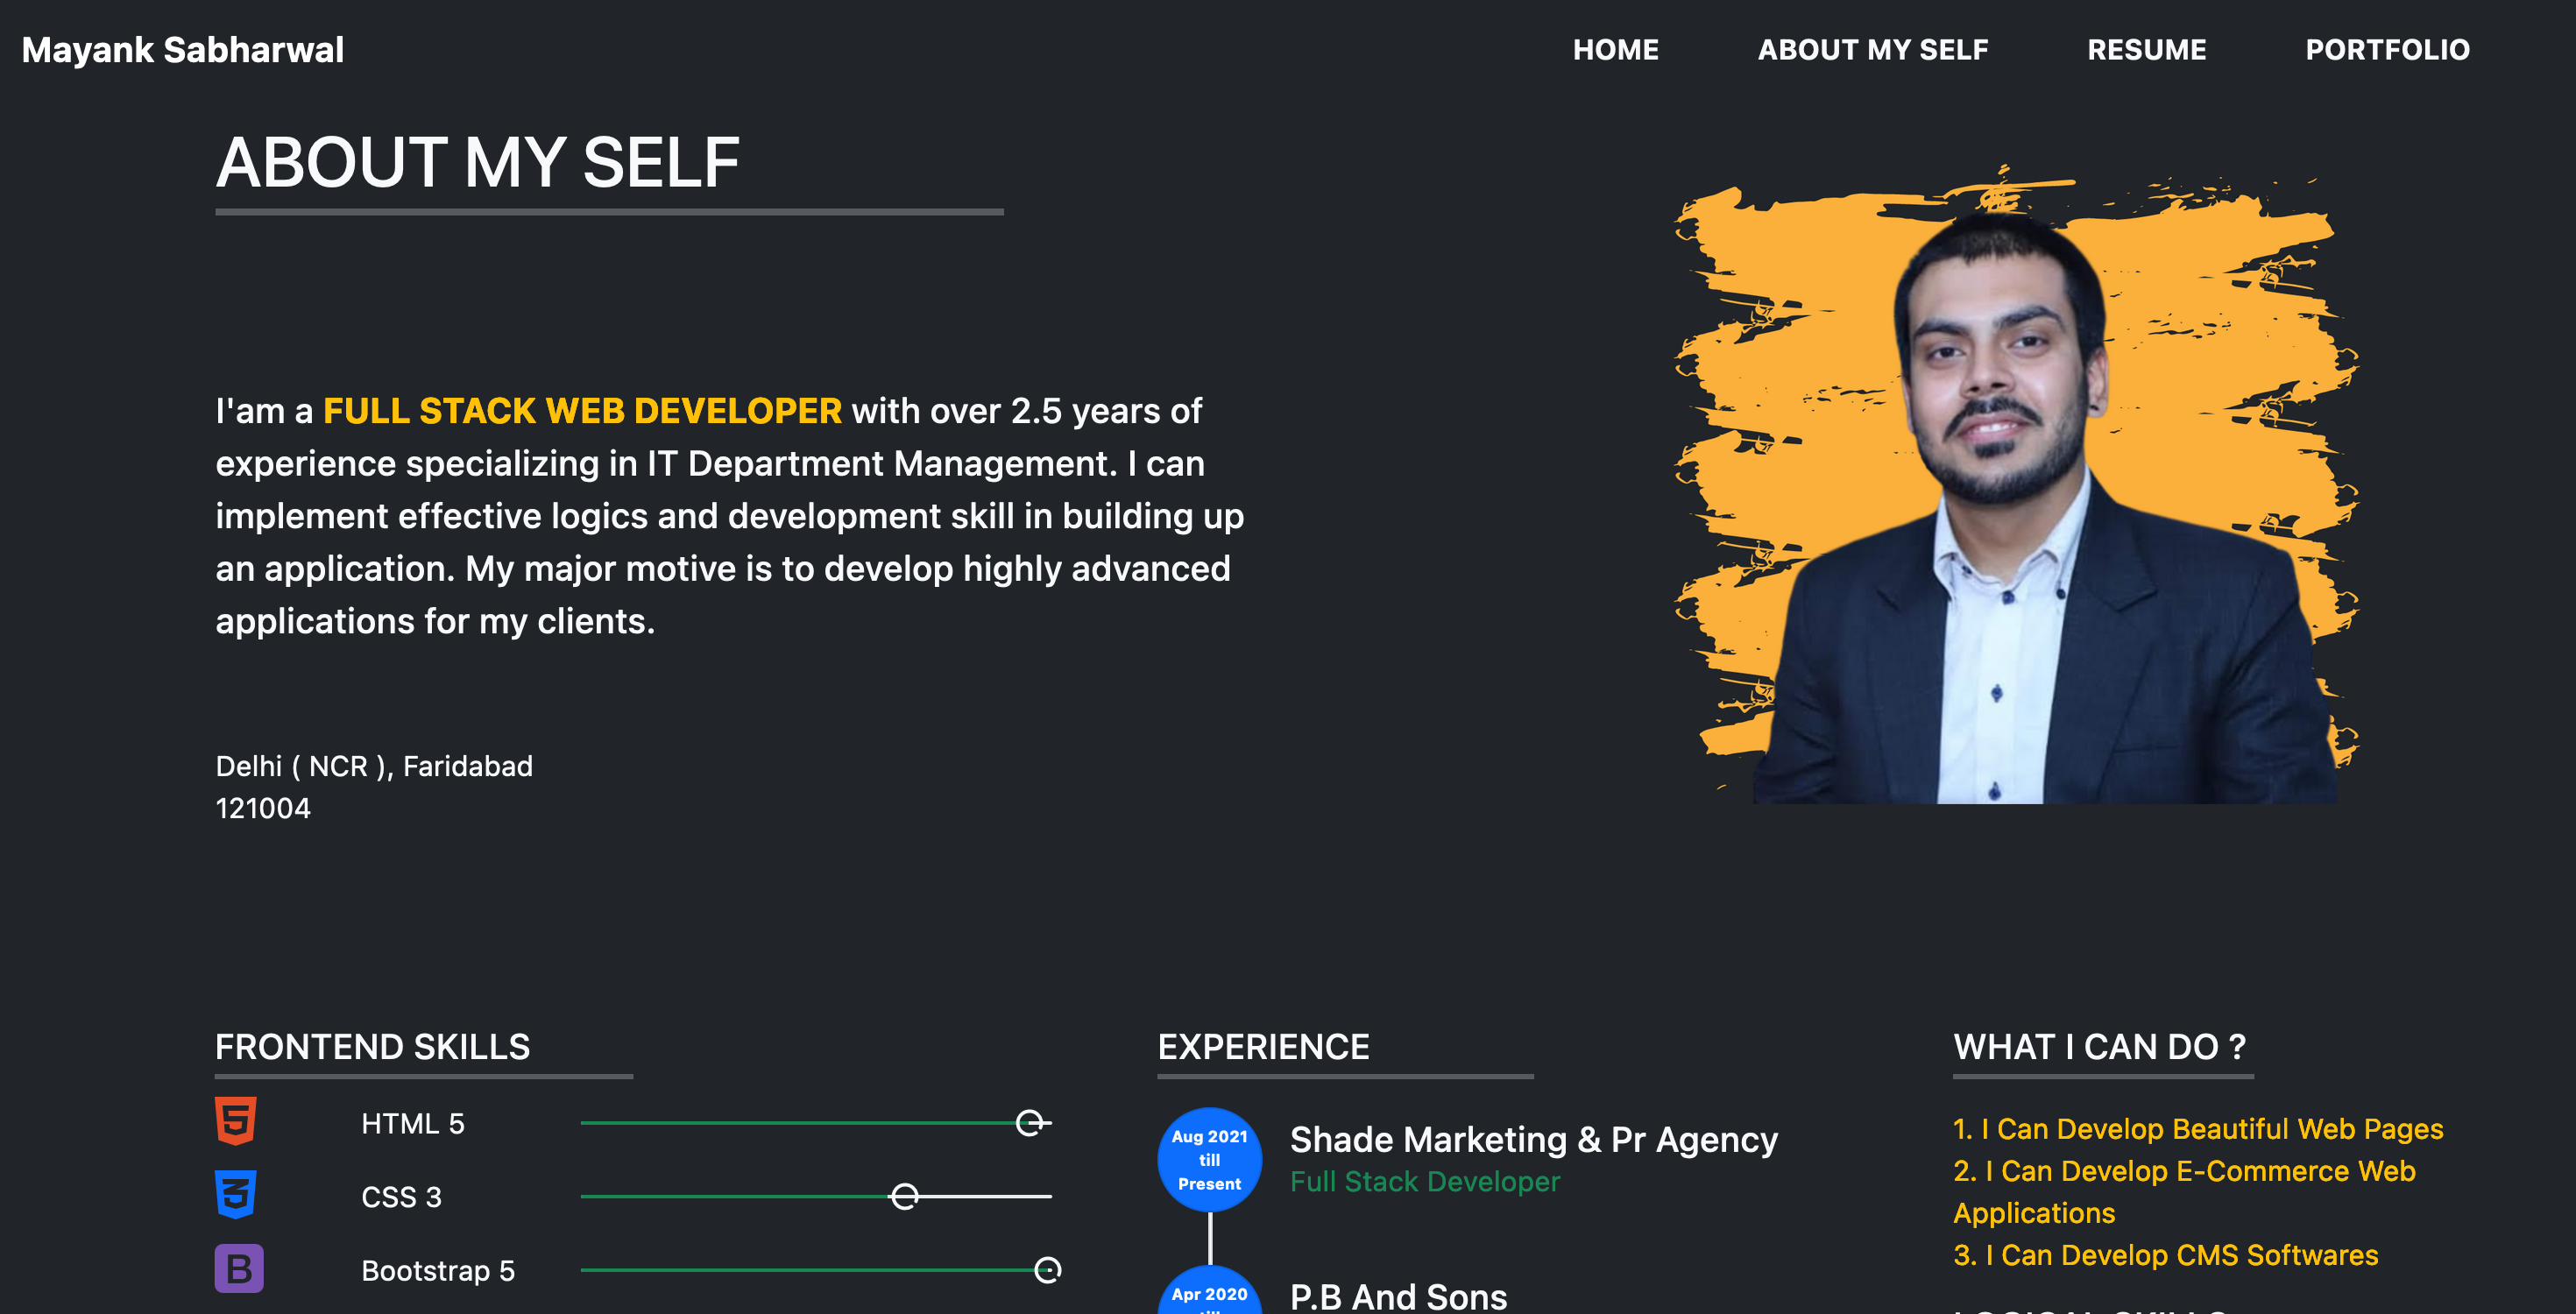 Mayank Sabharwal
HOME
ABOUT MY SELF
RESUME
PORTFOLIO
ABOUT MY SELF
I'am a FULL STACK WEB DEVELOPER with over 2.5 years of
experience specializing in IT Department Management. I can
implement effective logics and development skill in building up
an application. My major motive is to develop highly advanced
applications for my clients.
Delhi ( NCR ), Faridabad
121004
FRONTEND SKILLS
HTML 5
CSS 3
B
Bootstrap 5
EXPERIENCE
Aug 2021
till
Present
Shade Marketing & Pr Agency
Full Stack Developer
Apr 2020
P.B And Sons
WHAT I CAN DO ?
1. I Can Develop Beautiful Web Pages
2. I Can Develop E-Commerce Web
Applications
3. I Can Develop CMS Softwares